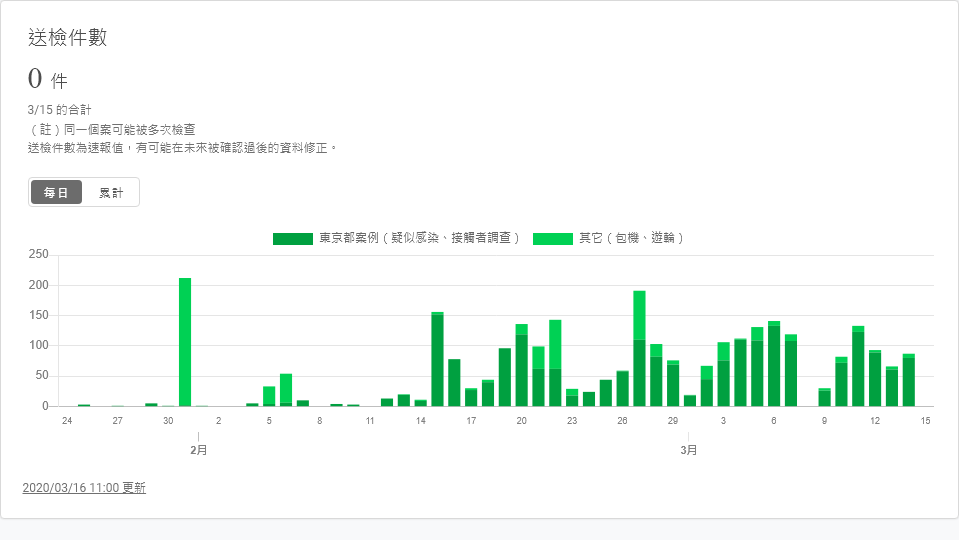 送檢件數
0 件
3/15 的合計
（註）同一個案可能被多次檢查
送檢件數為速報值，有可能在未來被確認過後的資料修正。
每日 累計
東京都案例（疑似感染、接觸者調查） 其它（包機、遊輪）
250
200
150
100
50
0
24 27 30 2 5 8 11 14 17 20 23 26 29 3 6 9 12 15
2月 3月
2020/03/16 11:00 更新